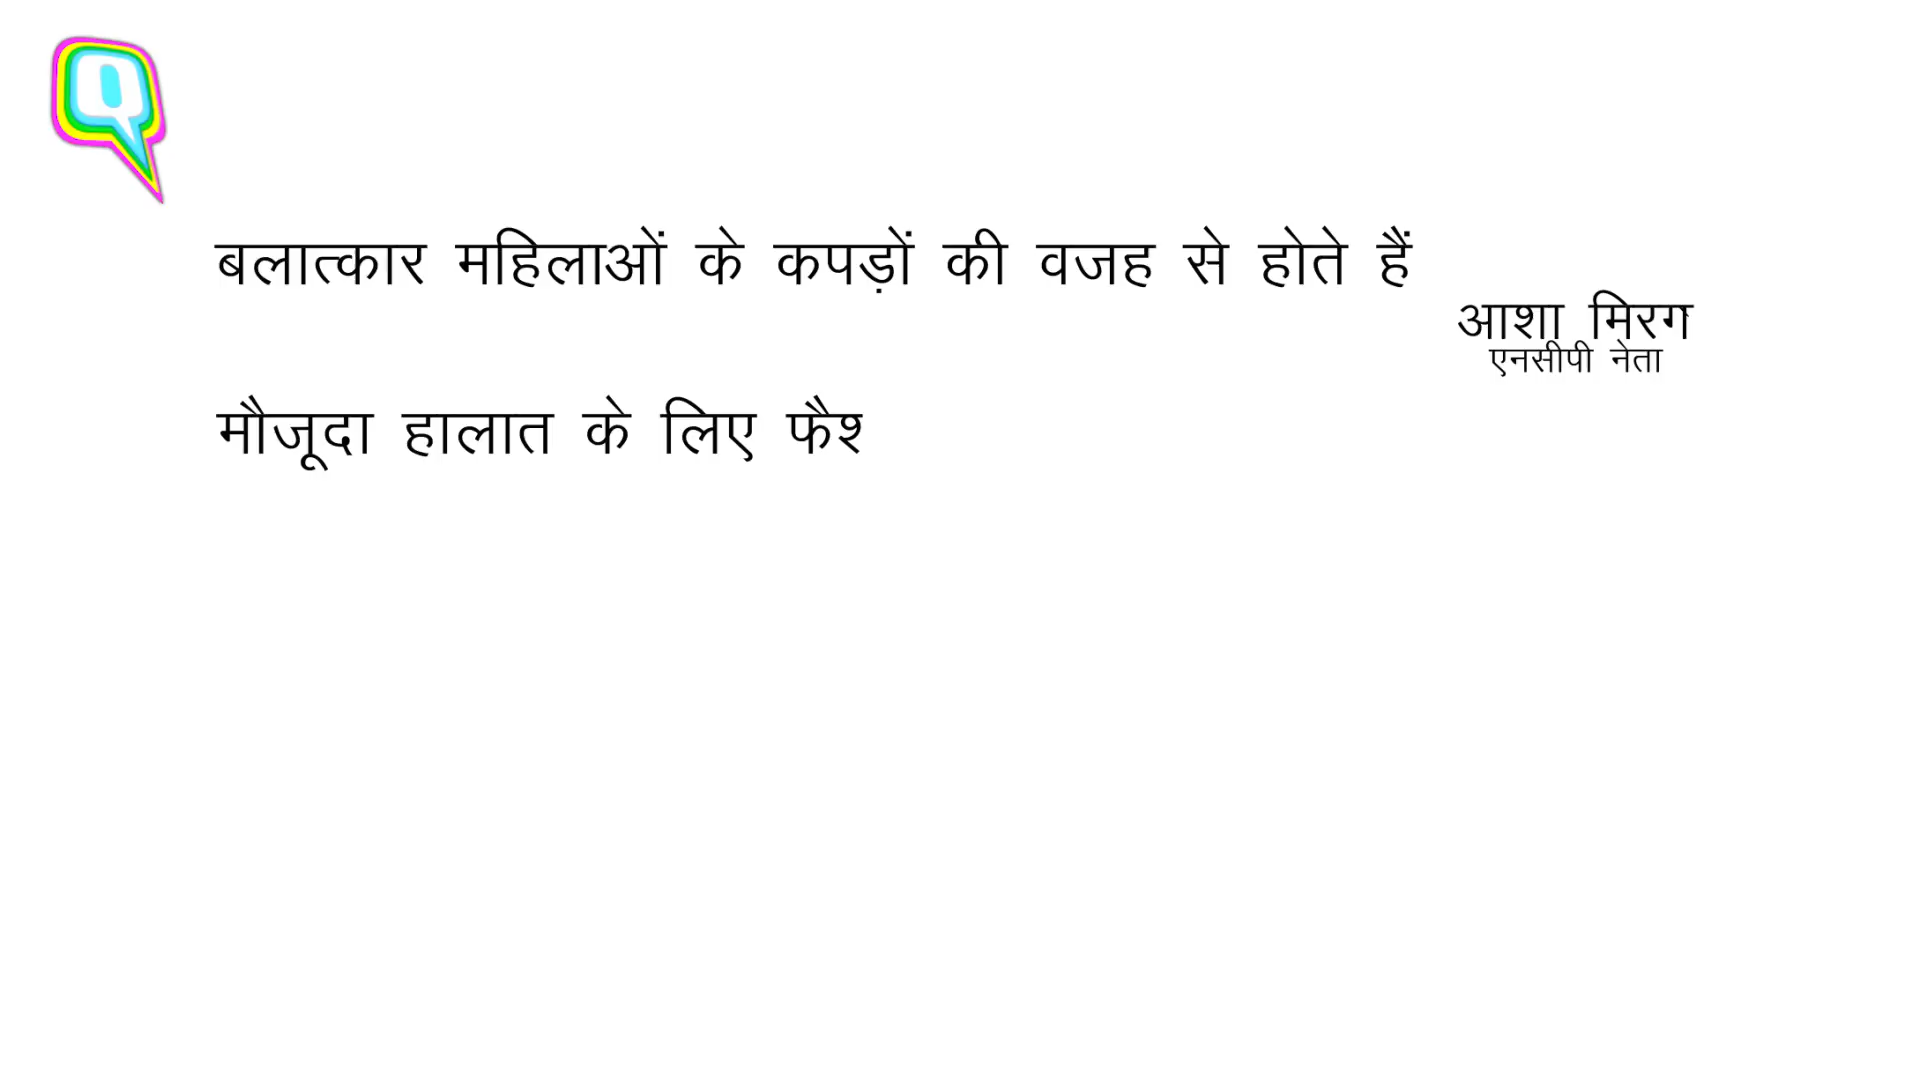 बलात्कार महिलाओं के कपड़ों की वजह से होते हैं
आशा मिरगे
एनसीपी नेता
मौजूदा हालात के लिए फैश